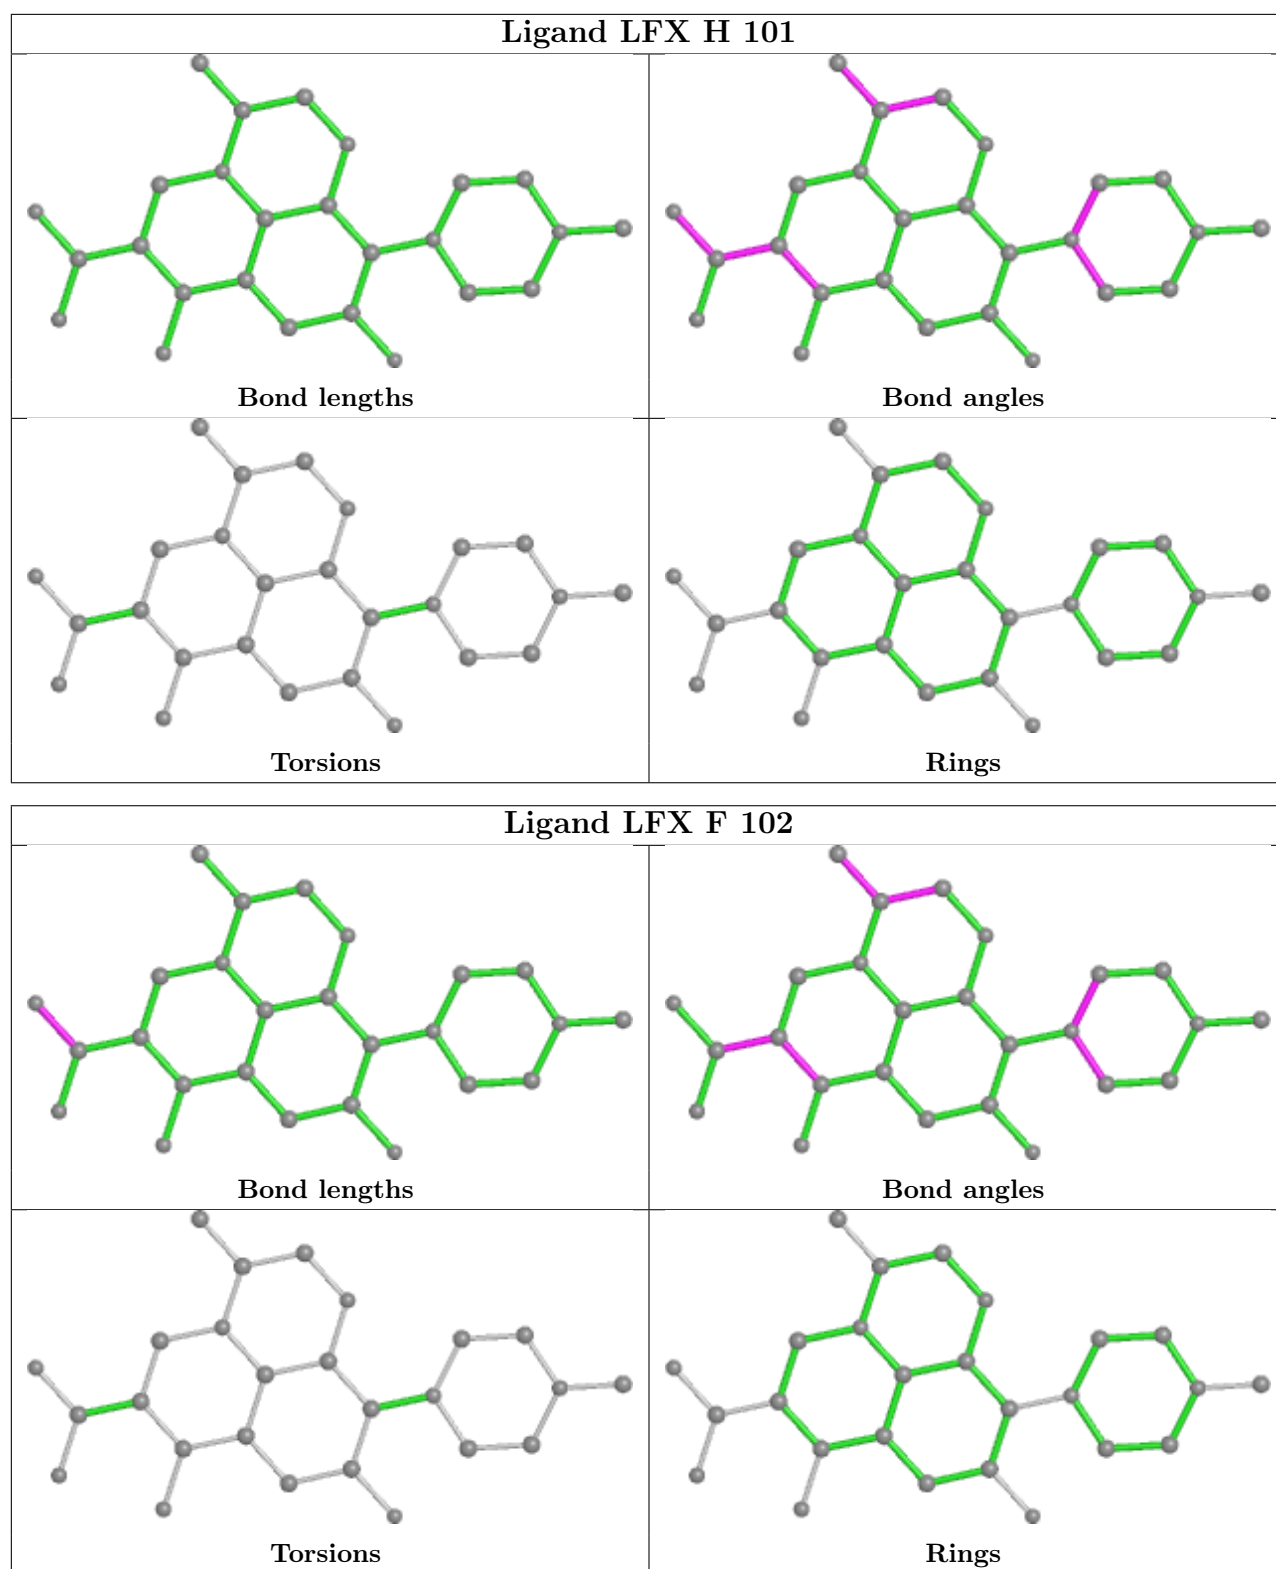 Ligand LFX H 101
Bond lengths
Bond angles
Torsions
Rings
Ligand LFX F 102
Bond lengths
Bond angles
Torsions
Rings